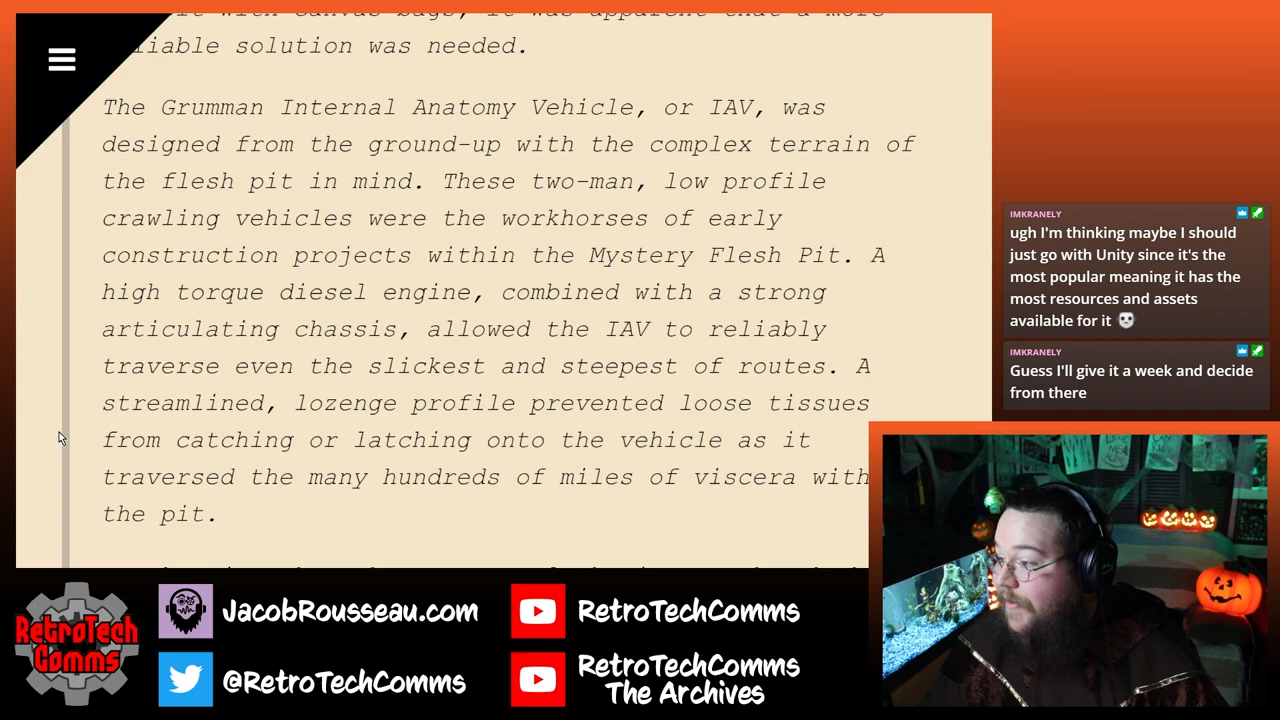 liable solution was needed.
The Grumman Internal Anatomy Vehicle, or IAV, was
designed from the ground-up with the complex terrain of
the flesh pit in mind. These two-man, low profile
crawling vehicles were the workhorses of early
construction projects within the Mystery Flesh Pit. A
high torque diesel engine, combined with a strong
articulating chassis, allowed the IAV to reliably
traverse even the slickest and steepest of routes. A
streamlined, lozenge profile prevented loose tissues
from catching or latching onto the vehicle as it
traversed the many hundreds of miles of viscera with
the pit.
IMKRANELY
ugh I'm thinking maybe I should
just go with Unity since it's the
most popular meaning it has the
most resources and assets
available for it
IMKRANELY
Guess I'll give it a week and decide
from there
RetroTech
Comms
JacobRousseau.com
@RetroTechComms
RetroTechComms
RetroTechComms
The Archives